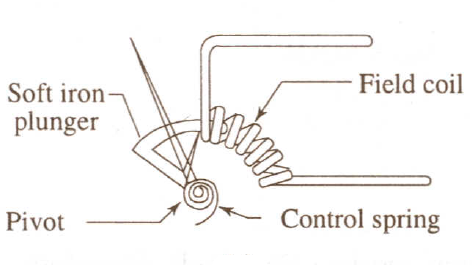 Soft iron
plunger
Field coil
Pivot
Control spring